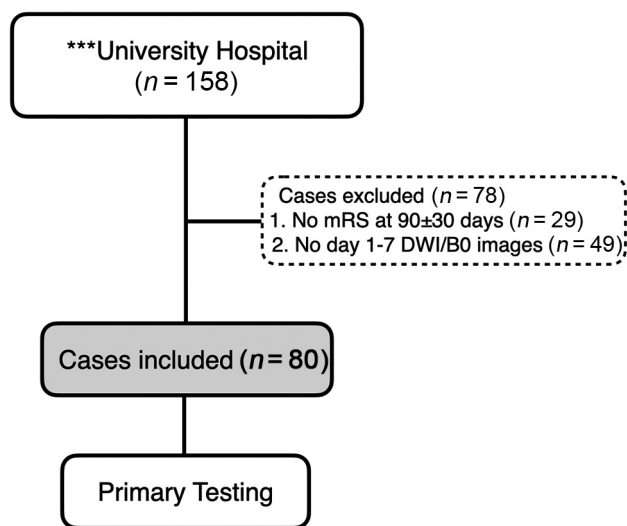 ***University Hospital
(n = 158)
Cases excluded (n = 78)
1. No mRS at 90±30 days (n = 29)
2. No day 1-7 DWI/B0 images (n = 49)
Cases included (n = 80)
Primary Testing